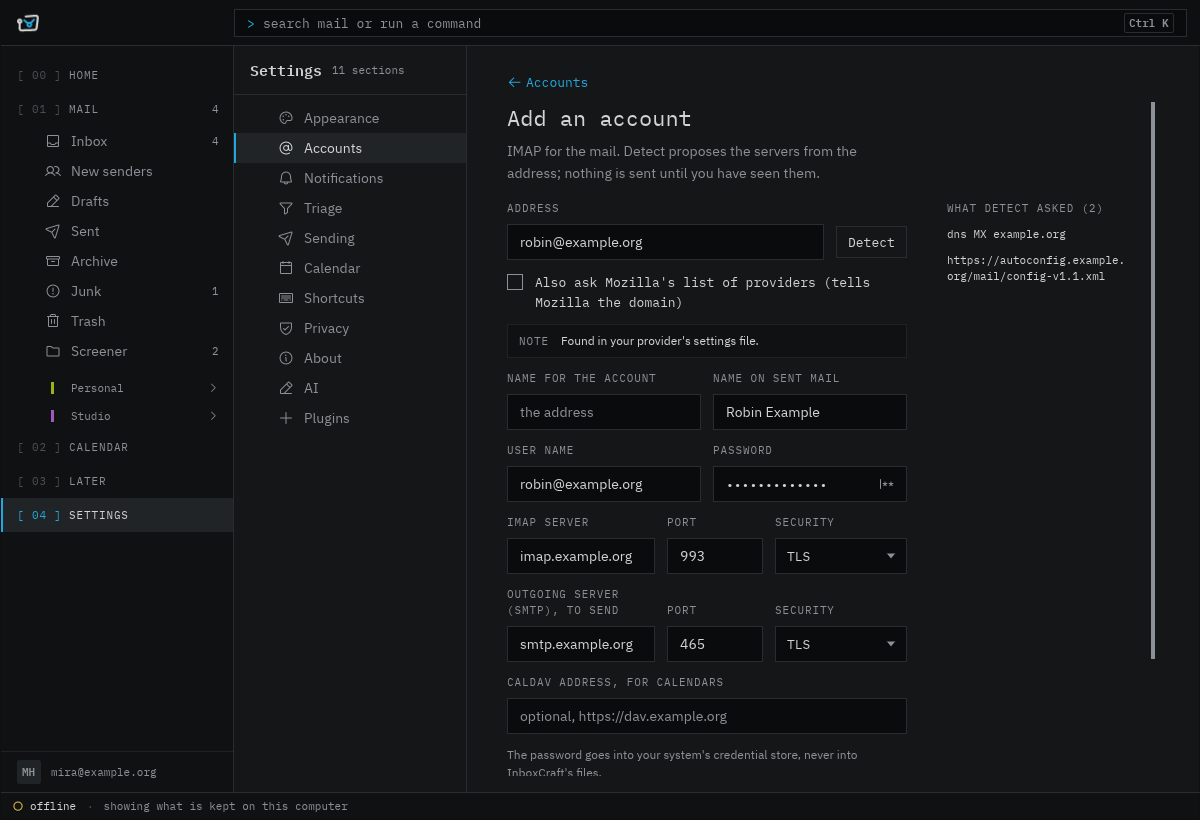 > search mail or run a command
Ctrl K
[ 00 ] HOME
[ 01 ] MAIL 4
Inbox 4
New senders
Drafts
Sent
Archive
Junk 1
Trash
Screener 2
Personal
Studio
[ 02 ] CALENDAR
[ 03 ] LATER
[ 04 ] SETTINGS
MH mira@example.org
Settings 11 sections
Appearance
Accounts
Notifications
Triage
Sending
Calendar
Shortcuts
Privacy
About
AI
Plugins
← Accounts
Add an account
IMAP for the mail. Detect proposes the servers from the
address; nothing is sent until you have seen them.
ADDRESS
robin@example.org
Detect
Also ask Mozilla's list of providers (tells
Mozilla the domain)
NOTE Found in your provider's settings file.
NAME FOR THE ACCOUNT NAME ON SENT MAIL
the address Robin Example
USER NAME PASSWORD
robin@example.org ••••••••••••• |**
IMAP SERVER PORT SECURITY
imap.example.org 993 TLS
OUTGOING SERVER
(SMTP), TO SEND PORT SECURITY
smtp.example.org 465 TLS
CALDAV ADDRESS, FOR CALENDARS
optional, https://dav.example.org
The password goes into your system's credential store, never into
InboxCraft's files.
WHAT DETECT ASKED (2)
dns MX example.org
https://autoconfig.example.
org/mail/config-v1.1.xml
offline · showing what is kept on this computer